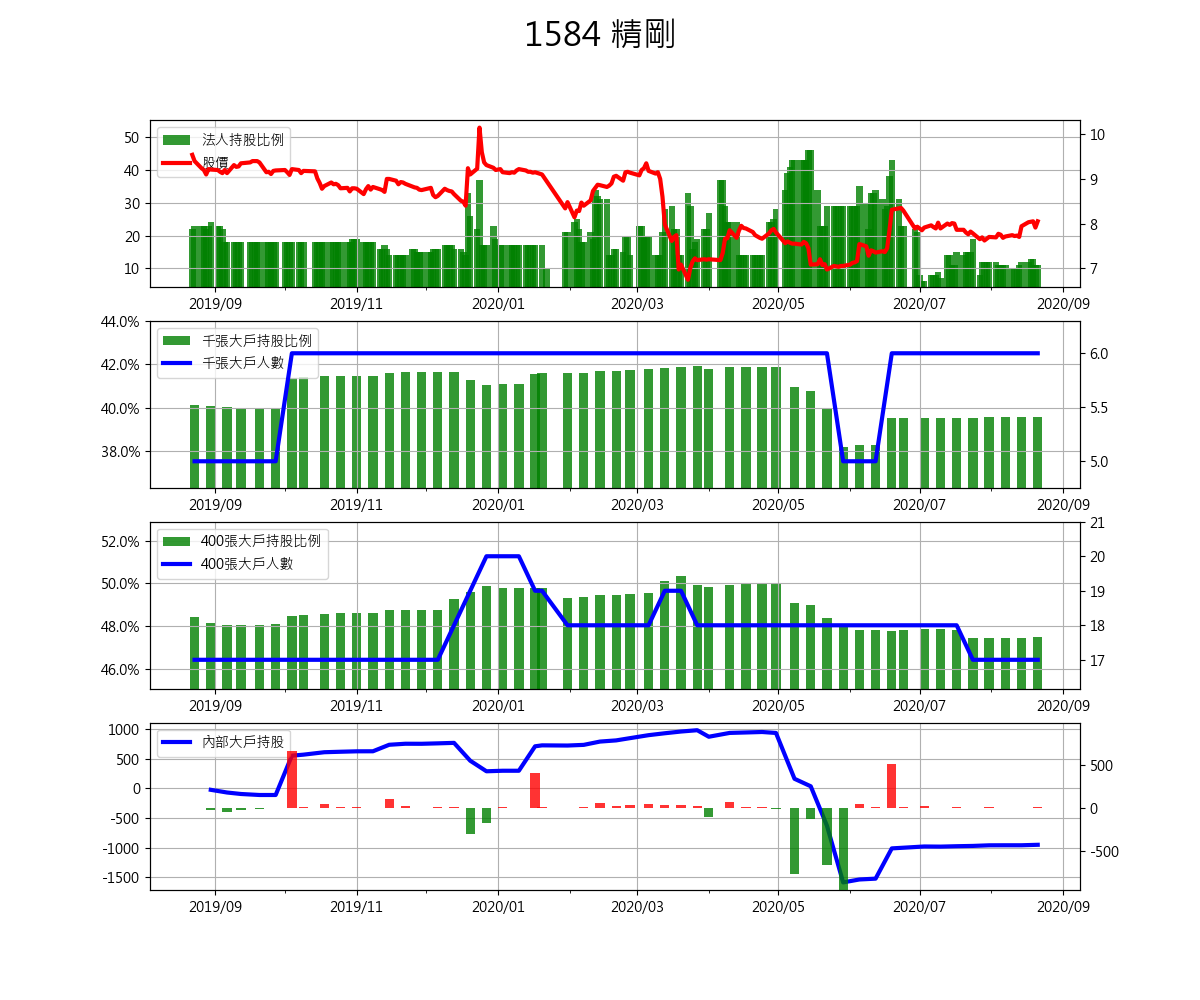 1584 精剛
50 法人持股比例 10
40 股價 9
30 8
20
10 7
2019/09 2019/11 2020/01 2020/03 2020/05 2020/07 2020/09
44.0% 千張大戶持股比例
42.0% 千張大戶人數 6.0
40.0% 5.5
38.0% 5.0
2019/09 2019/11 2020/01 2020/03 2020/05 2020/07 2020/09
21
52.0% 400張大戶持股比例 20
50.0% 400張大戶人數 19
48.0% 18
46.0% 17
2019/09 2019/11 2020/01 2020/03 2020/05 2020/07 2020/09
1000 內部大戶持股
500 500
0 0
-500
-1000 -500
-1500
2019/09 2019/11 2020/01 2020/03 2020/05 2020/07 2020/09